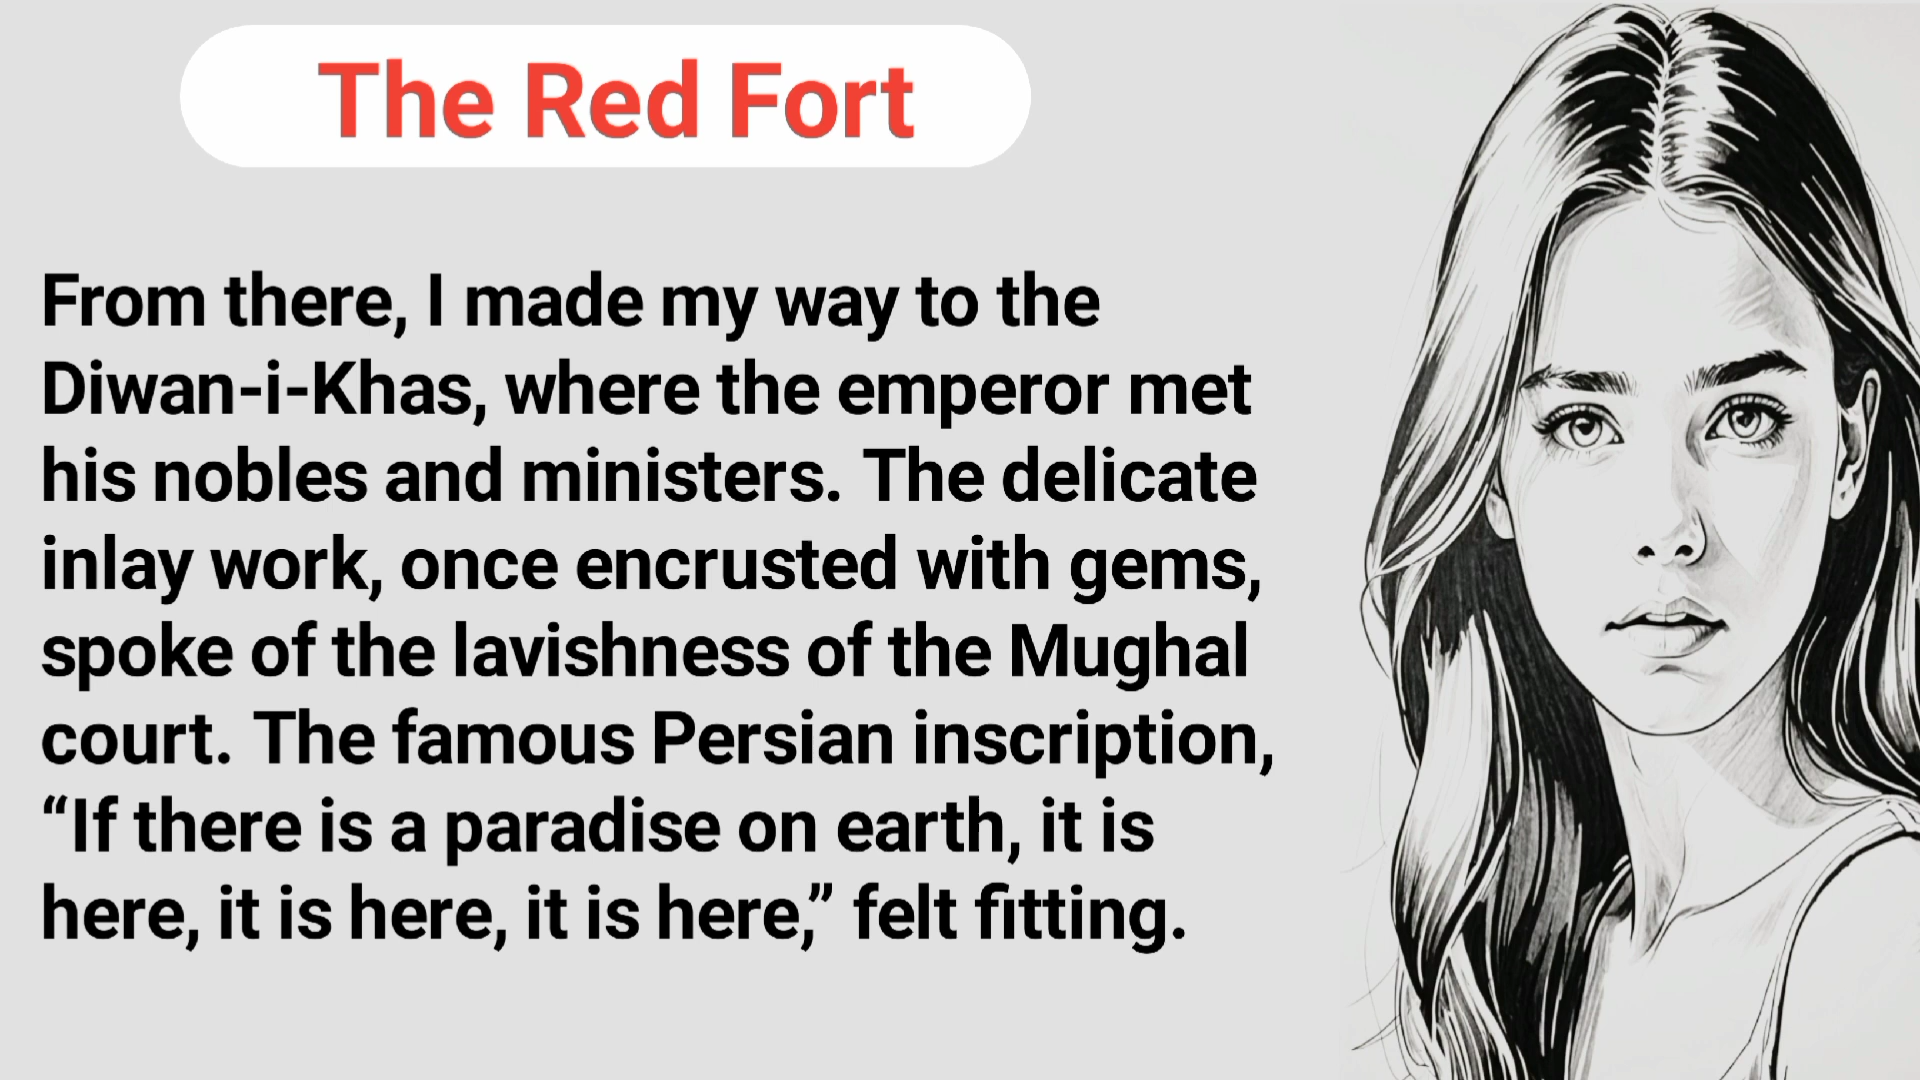 The Red Fort
From there, I made my way to the
Diwan-i-Khas, where the emperor met
his nobles and ministers. The delicate
inlay work, once encrusted with gems,
spoke of the lavishness of the Mughal
court. The famous Persian inscription,
“If there is a paradise on earth, it is
here, it is here, it is here,” felt fitting.